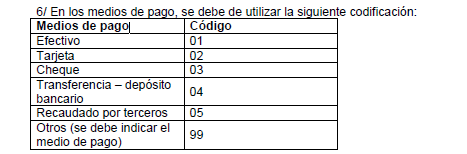 6/ En los medios de pago, se debe de utilizar la siguiente codificación:
Medios de pago Código
Efectivo 01
Tarjeta 02
Cheque 03
Transferencia – depósito
bancario 04
Recaudado por terceros 05
Otros (se debe indicar el
medio de pago) 99